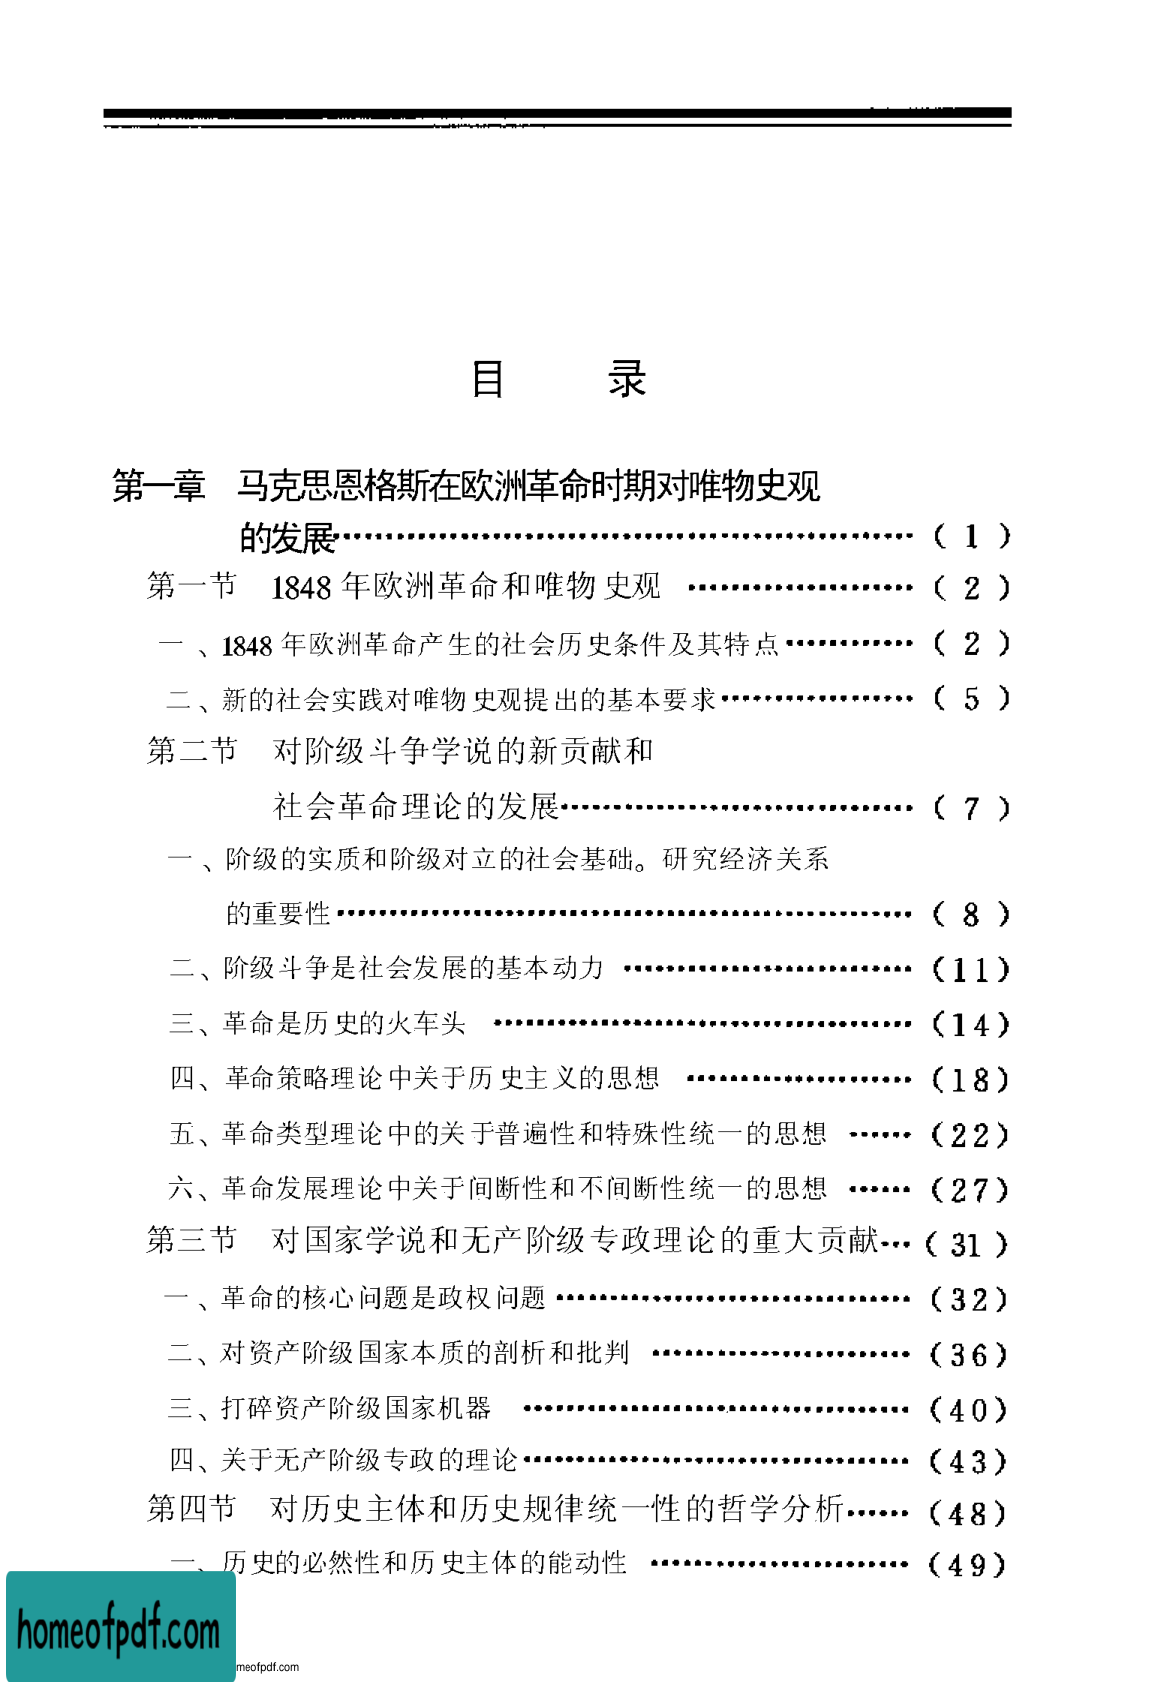 目 录
第一章 马克思恩格斯在欧洲革命时期对唯物史观
的发展……………………………………………( 1 )
第一节 1848年欧洲革命和唯物史观 …………………( 2 )
一、1848年欧洲革命产生的社会历史条件及其特点…………( 2 )
二、新的社会实践对唯物史观提出的基本要求………………( 5 )
第二节 对阶级斗争学说的新贡献和
社会革命理论的发展……………………………( 7 )
一、阶级的实质和阶级对立的社会基础。研究经济关系
的重要性………………………………………………( 8 )
二、阶级斗争是社会发展的基本动力 ………………………(11)
三、革命是历史的火车头 …………………………………(14)
四、革命策略理论中关于历史主义的思想 …………………(18)
五、革命类型理论中的关于普遍性和特殊性统一的思想 ……(22)
六、革命发展理论中关于间断性和不间断性统一的思想 ……(27)
第三节 对国家学说和无产阶级专政理论的重大贡献…( 31 )
一、革命的核心问题是政权问题……………………………(32)
二、对资产阶级国家本质的剖析和批判 ……………………(36)
三、打碎资产阶级国家机器 ………………………………(40)
四、关于无产阶级专政的理论………………………………(43)
第四节 对历史主体和历史规律统一性的哲学分析……(48)
一、历史的必然性和历史主体的能动性 ……………………(49)
homeofpdf.com
meofpdf.com